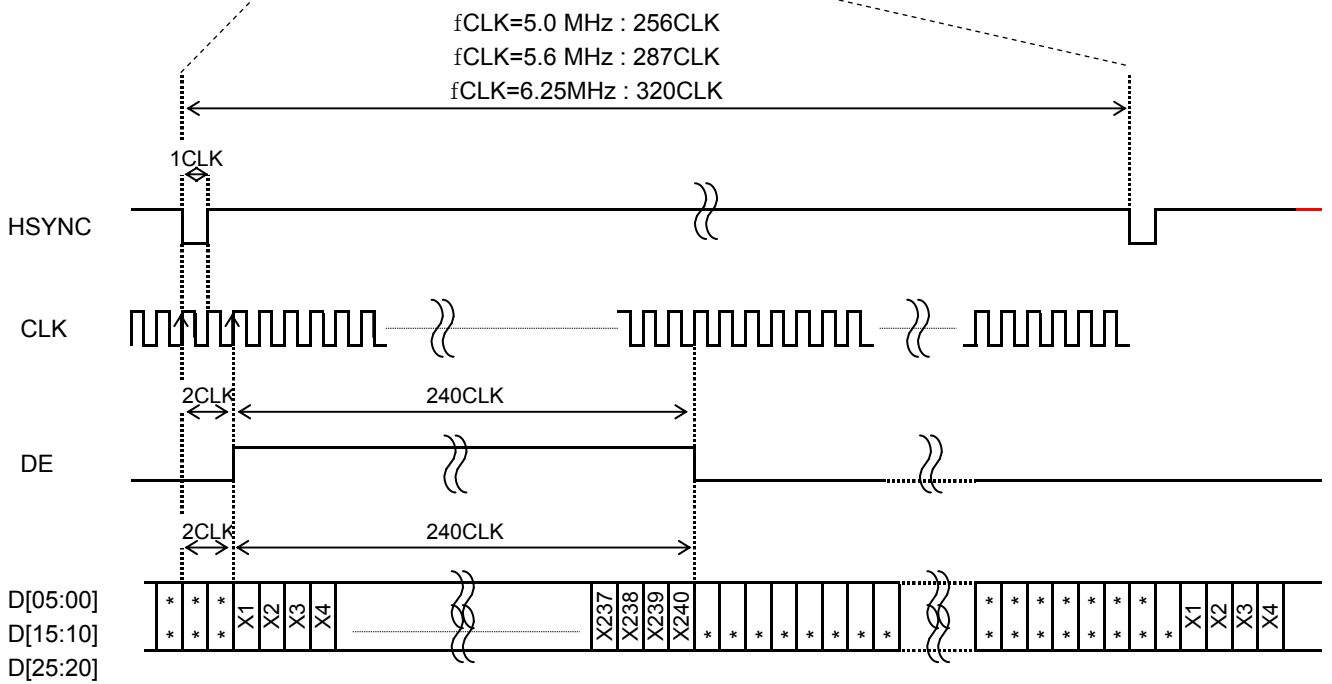 fCLK=5.0 MHz : 256CLK
fCLK=5.6 MHz : 287CLK
fCLK=6.25MHz : 320CLK
1CLK
HSYNC
CLK
2CLK 240CLK
DE
2CLK 240CLK
D[05:00]
D[15:10]
D[25:20]
* * * X1 X2 X3 X4 X237 X238 X239 X240 * * * * * * * * * * * * * * X1 X2 X3 X4
* * * * * * * * * * * * * * * * * * *